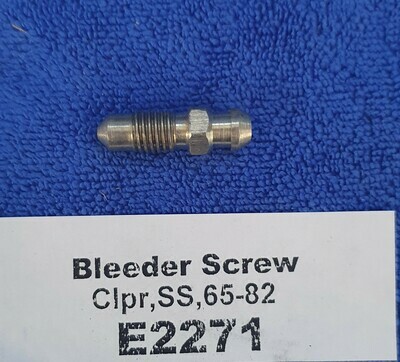 Bleeder Screw
Clpr,SS,65-82
E2271